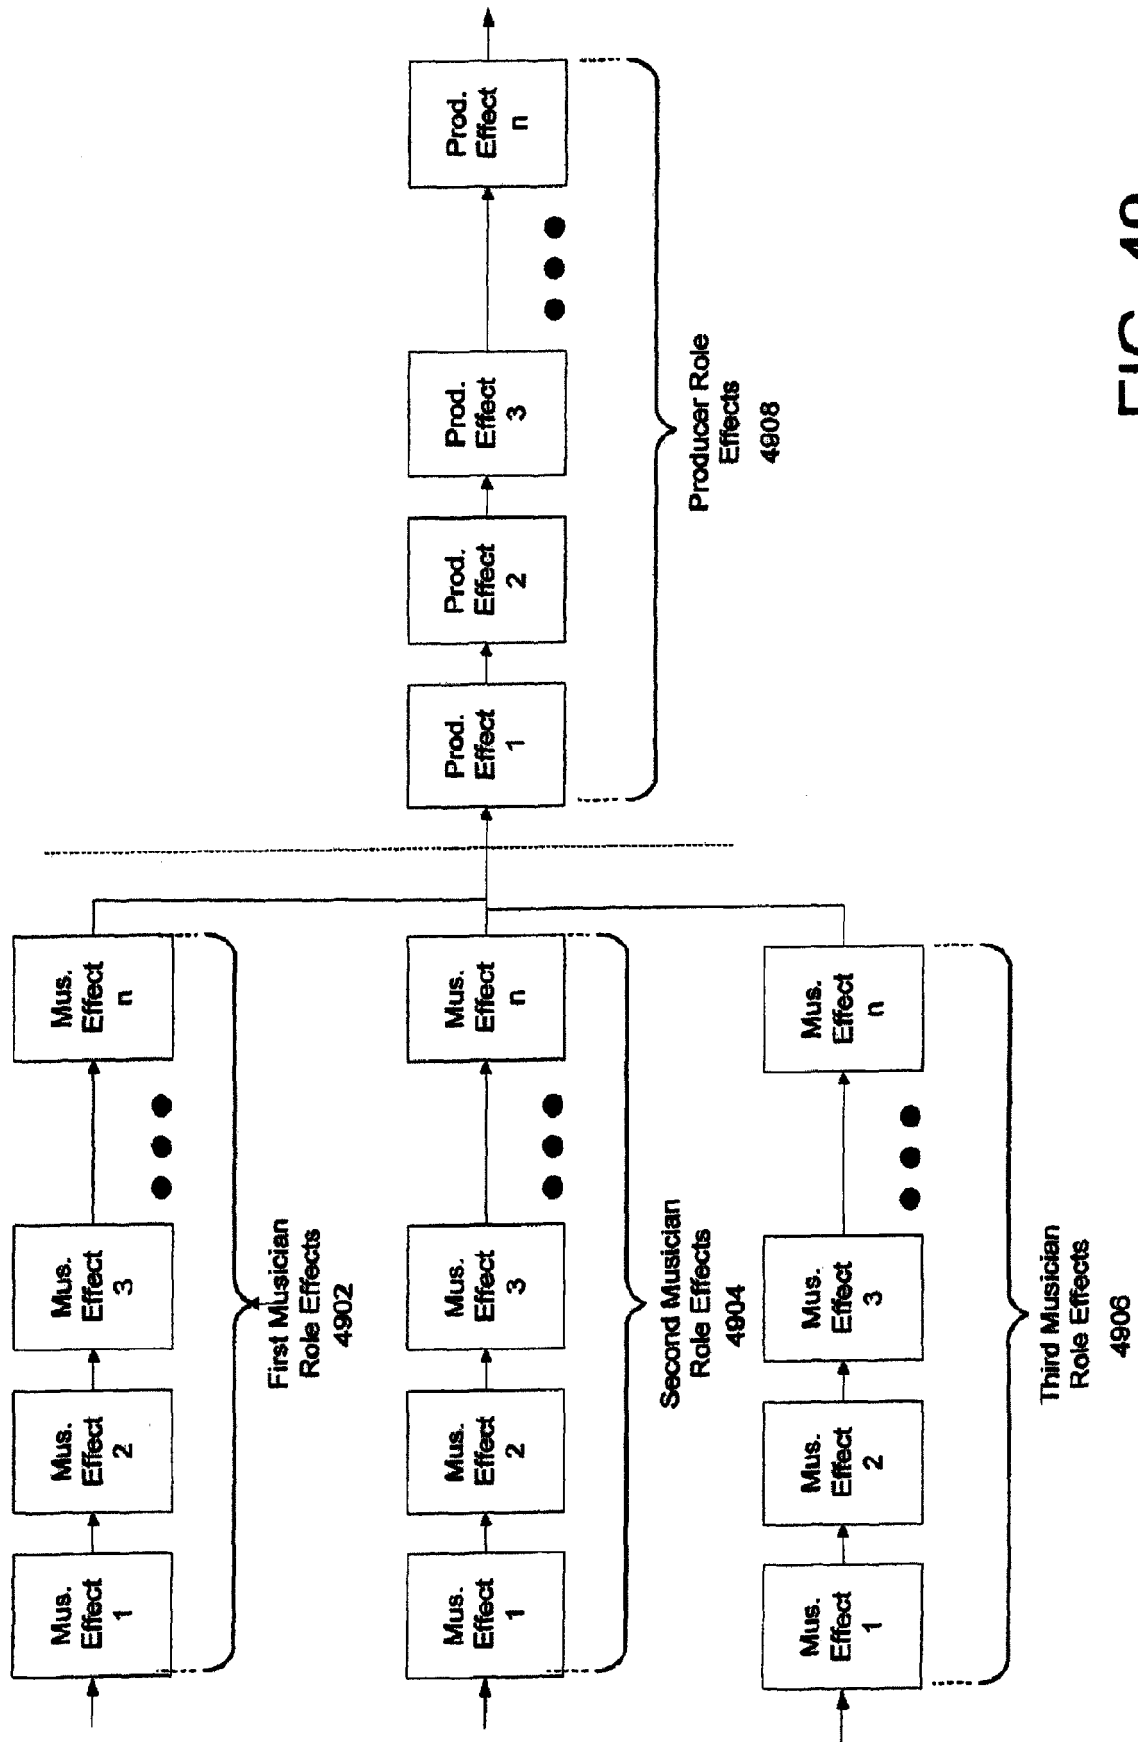 Mus.
Effect
1
Mus.
Effect
2
Mus.
Effect
3
Mus.
Effect
n
First Musician
Role Effects
4902
Mus.
Effect
1
Mus.
Effect
2
Mus.
Effect
3
Mus.
Effect
n
Prod.
Effect
1
Prod.
Effect
2
Prod.
Effect
3
Prod.
Effect
n
Second Musician
Role Effects
4904
Producer Role
Effects
4908
Mus.
Effect
1
Mus.
Effect
2
Mus.
Effect
3
Mus.
Effect
n
Third Musician
Role Effects
4906
FIG. 49